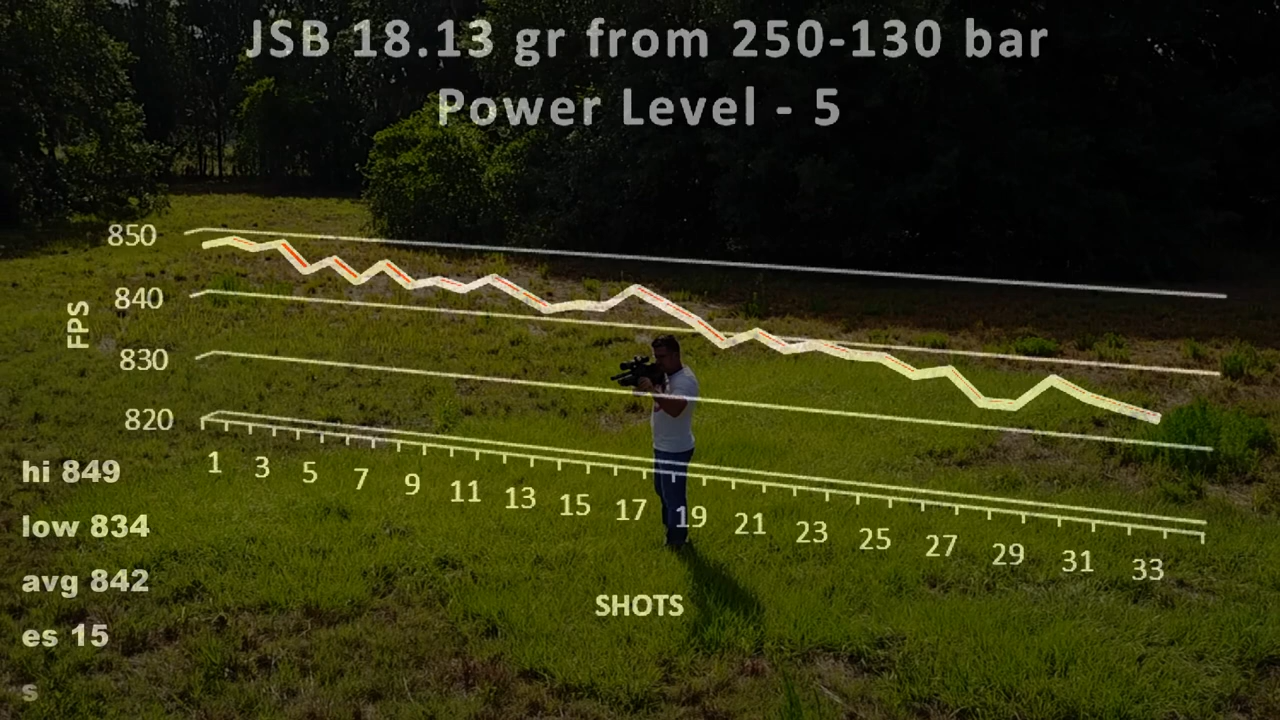 JSB 18.13 gr from 250-130 bar
Power Level - 5
850
840
830
820
FPS
1 3 5 7 9 11 13 15 17 19 21 23 25 27 29 31 33
SHOTS
hi 849
low 834
avg 842
es 15
s